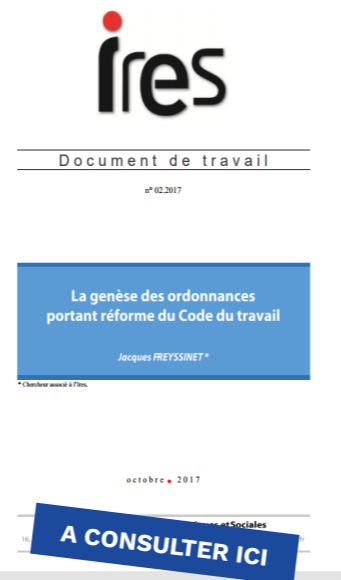 ires
Document de travail
n° 02.2017
La genèse des ordonnances
portant réforme du Code du travail
Jacques FREYSSINET *
* Chercheur associé à l'Ires.
octobre • 2017
et Sociales
16,
A CONSULTER ICI